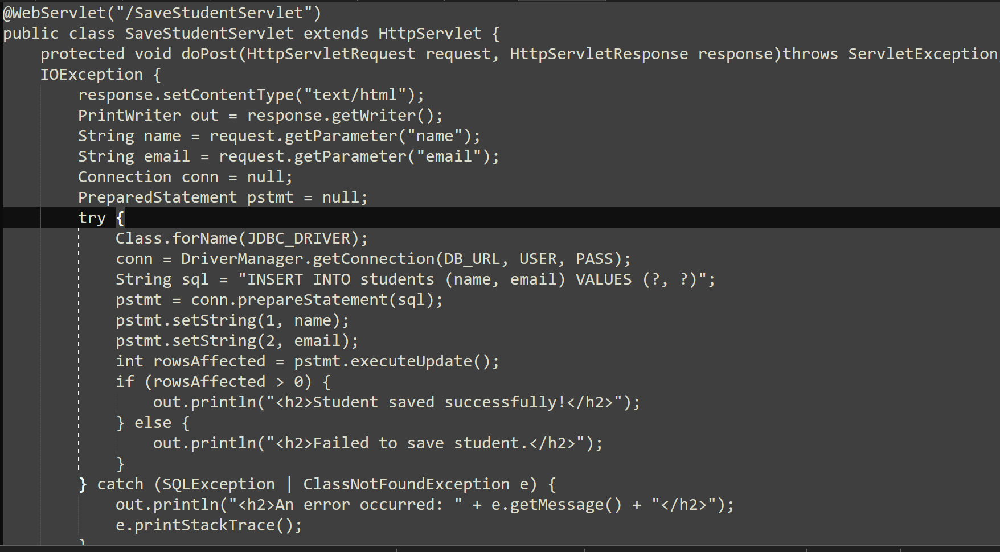 @WebServlet("/SaveStudentServlet")
public class SaveStudentServlet extends HttpServlet {
    protected void doPost(HttpServletRequest request, HttpServletResponse response)throws ServletException
    IOException {
        response.setContentType("text/html");
        PrintWriter out = response.getWriter();
        String name = request.getParameter("name");
        String email = request.getParameter("email");
        Connection conn = null;
        PreparedStatement pstmt = null;
        try {
            Class.forName(JDBC_DRIVER);
            conn = DriverManager.getConnection(DB_URL, USER, PASS);
            String sql = "INSERT INTO students (name, email) VALUES (?, ?)";
            pstmt = conn.prepareStatement(sql);
            pstmt.setString(1, name);
            pstmt.setString(2, email);
            int rowsAffected = pstmt.executeUpdate();
            if (rowsAffected > 0) {
                out.println("<h2>Student saved successfully!</h2>");
            } else {
                out.println("<h2>Failed to save student.</h2>");
            }
        } catch (SQLException | ClassNotFoundException e) {
            out.println("<h2>An error occurred: " + e.getMessage() + "</h2>");
            e.printStackTrace();
        }